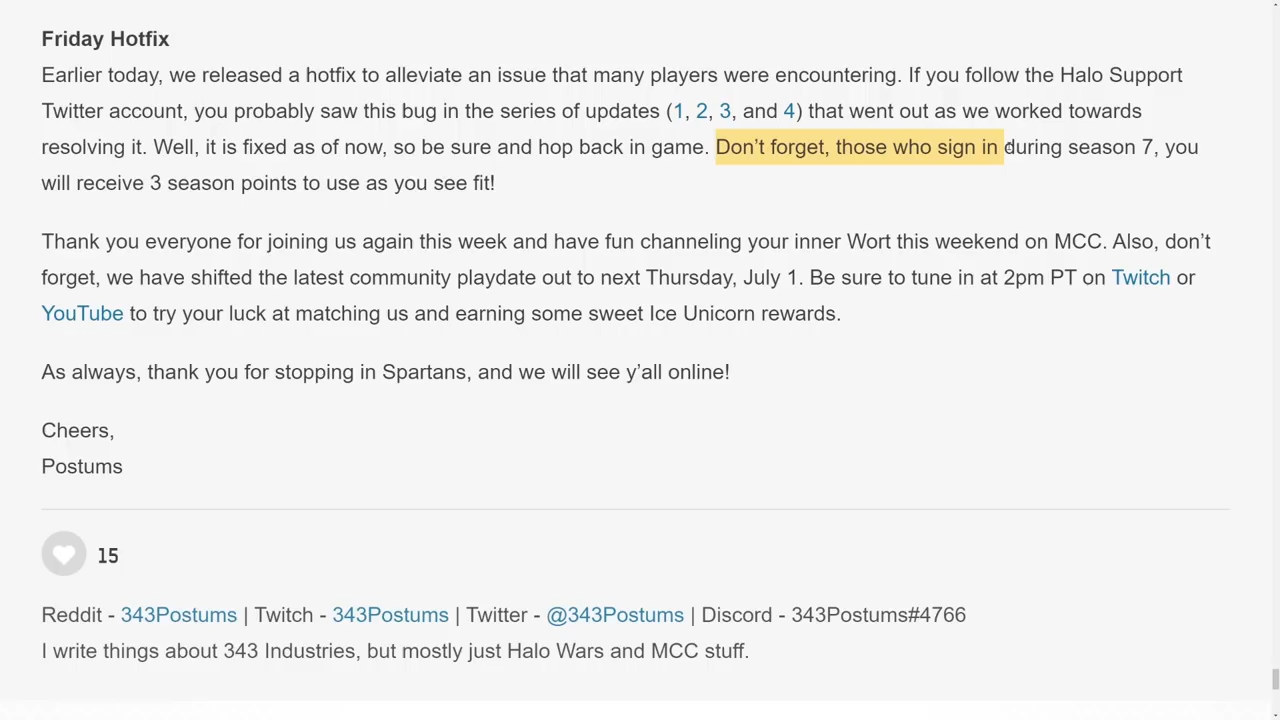 Friday Hotfix
Earlier today, we released a hotfix to alleviate an issue that many players were encountering. If you follow the Halo Support
Twitter account, you probably saw this bug in the series of updates (1, 2, 3, and 4) that went out as we worked towards
resolving it. Well, it is fixed as of now, so be sure and hop back in game. Don’t forget, those who sign in during season 7, you
will receive 3 season points to use as you see fit!
Thank you everyone for joining us again this week and have fun channeling your inner Wort this weekend on MCC. Also, don’t
forget, we have shifted the latest community playdate out to next Thursday, July 1. Be sure to tune in at 2pm PT on Twitch or
YouTube to try your luck at matching us and earning some sweet Ice Unicorn rewards.
As always, thank you for stopping in Spartans, and we will see y’all online!
Cheers,
Postums
15
Reddit - 343Postums | Twitch - 343Postums | Twitter - @343Postums | Discord - 343Postums#4766
I write things about 343 Industries, but mostly just Halo Wars and MCC stuff.